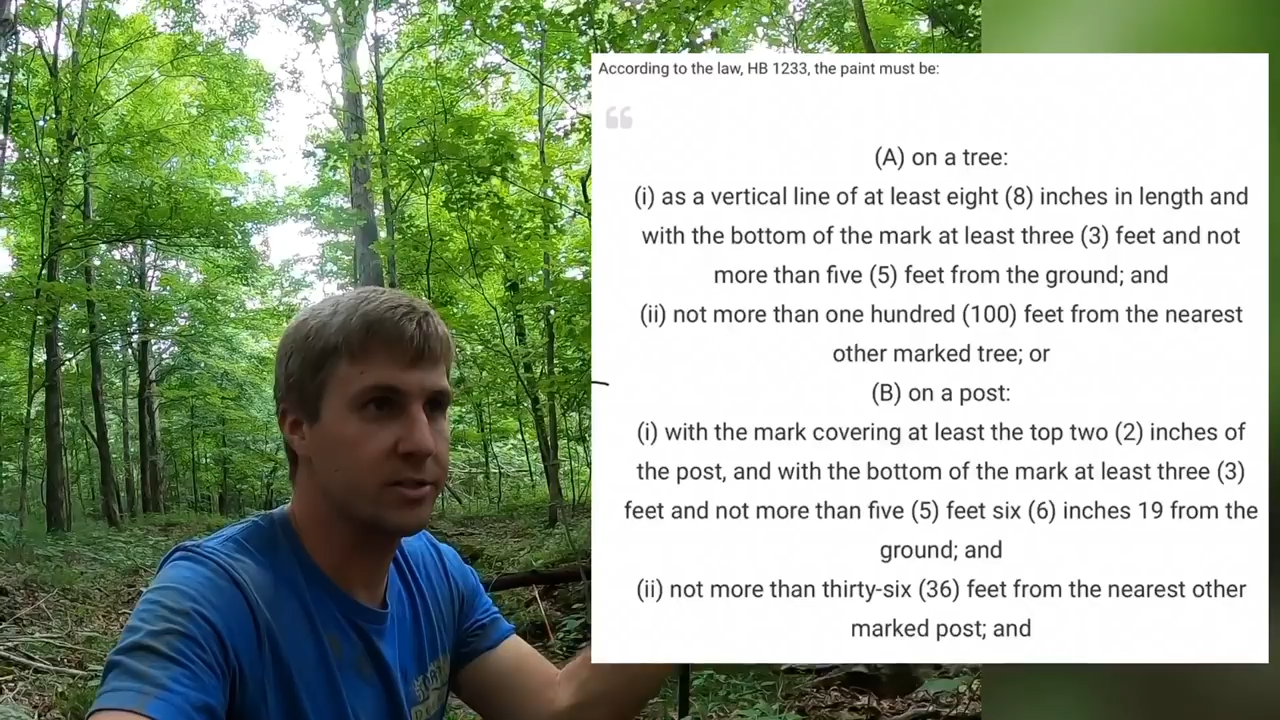 According to the law, HB 1233, the paint must be:
“
(A) on a tree:
(i) as a vertical line of at least eight (8) inches in length and
with the bottom of the mark at least three (3) feet and not
more than five (5) feet from the ground; and
(ii) not more than one hundred (100) feet from the nearest
other marked tree; or
(B) on a post:
(i) with the mark covering at least the top two (2) inches of
the post, and with the bottom of the mark at least three (3)
feet and not more than five (5) feet six (6) inches 19 from the
ground; and
(ii) not more than thirty-six (36) feet from the nearest other
marked post; and